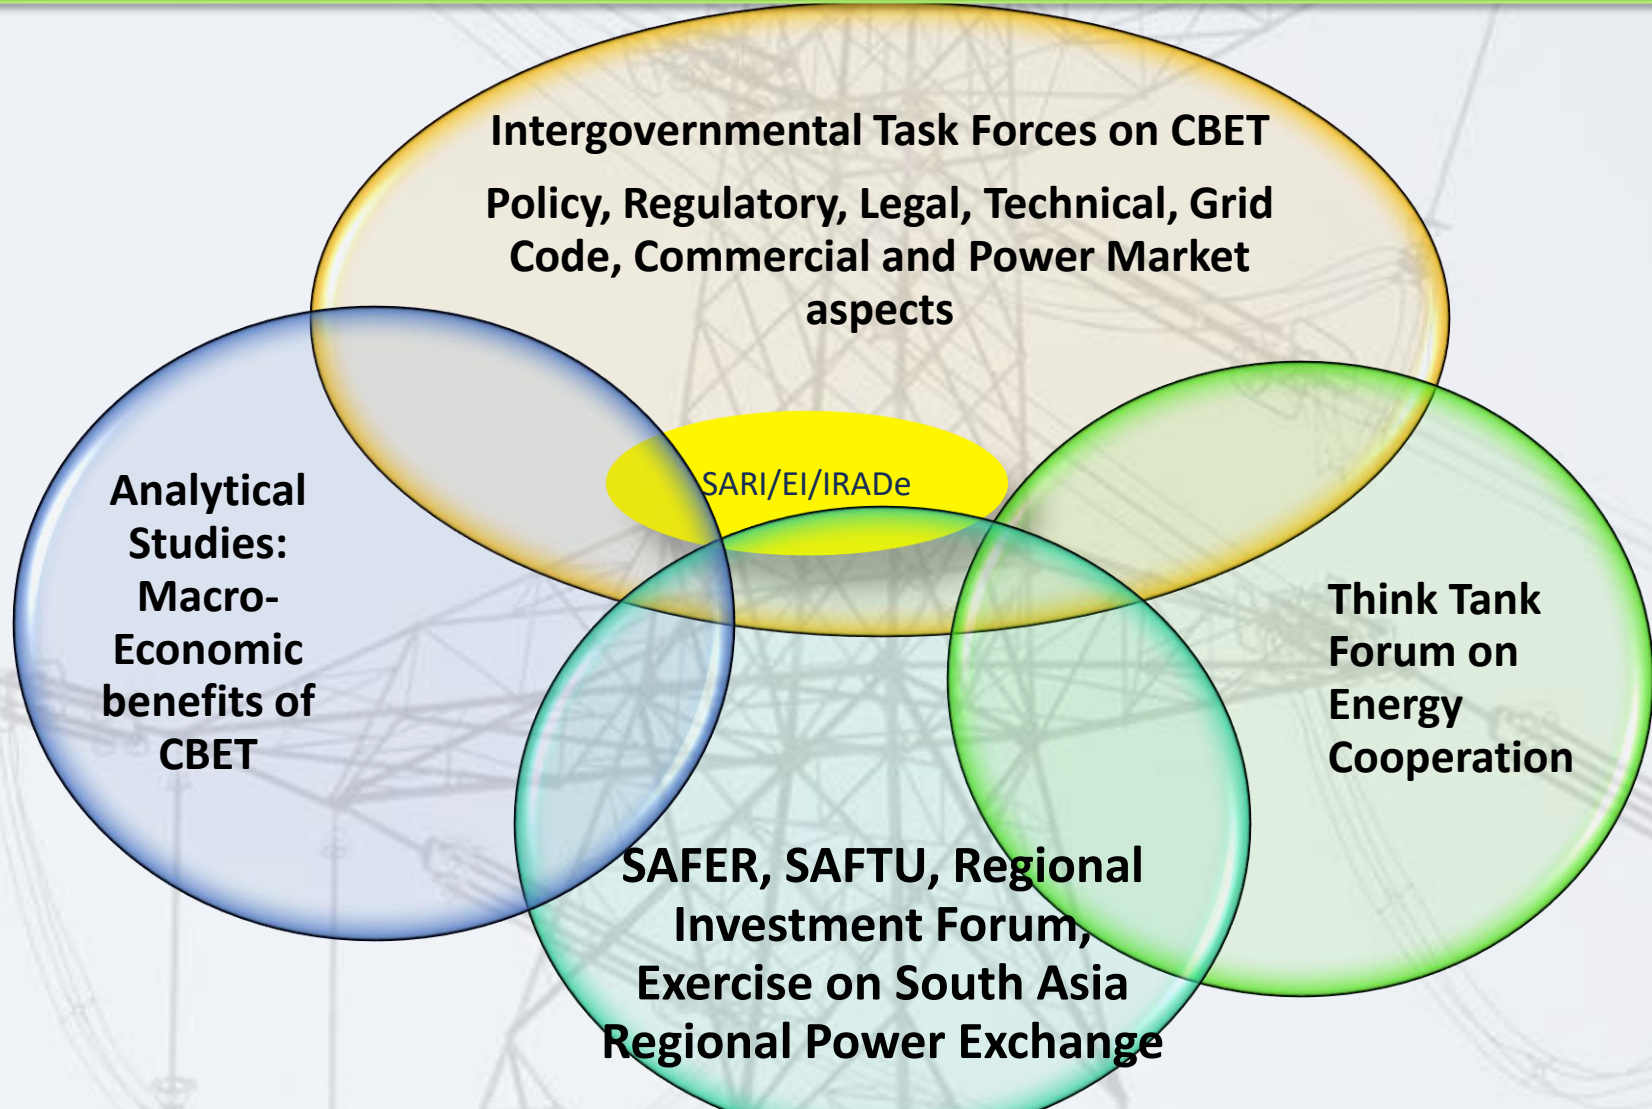 Intergovernmental Task Forces on CBET
Policy, Regulatory, Legal, Technical, Grid
Code, Commercial and Power Market
aspects
SARI/EI/IRADe
Analytical
Studies:
Macro-
Economic
benefits of
CBET
Think Tank
Forum on
Energy
Cooperation
SAFER, SAFTU, Regional
Investment Forum,
Exercise on South Asia
Regional Power Exchange